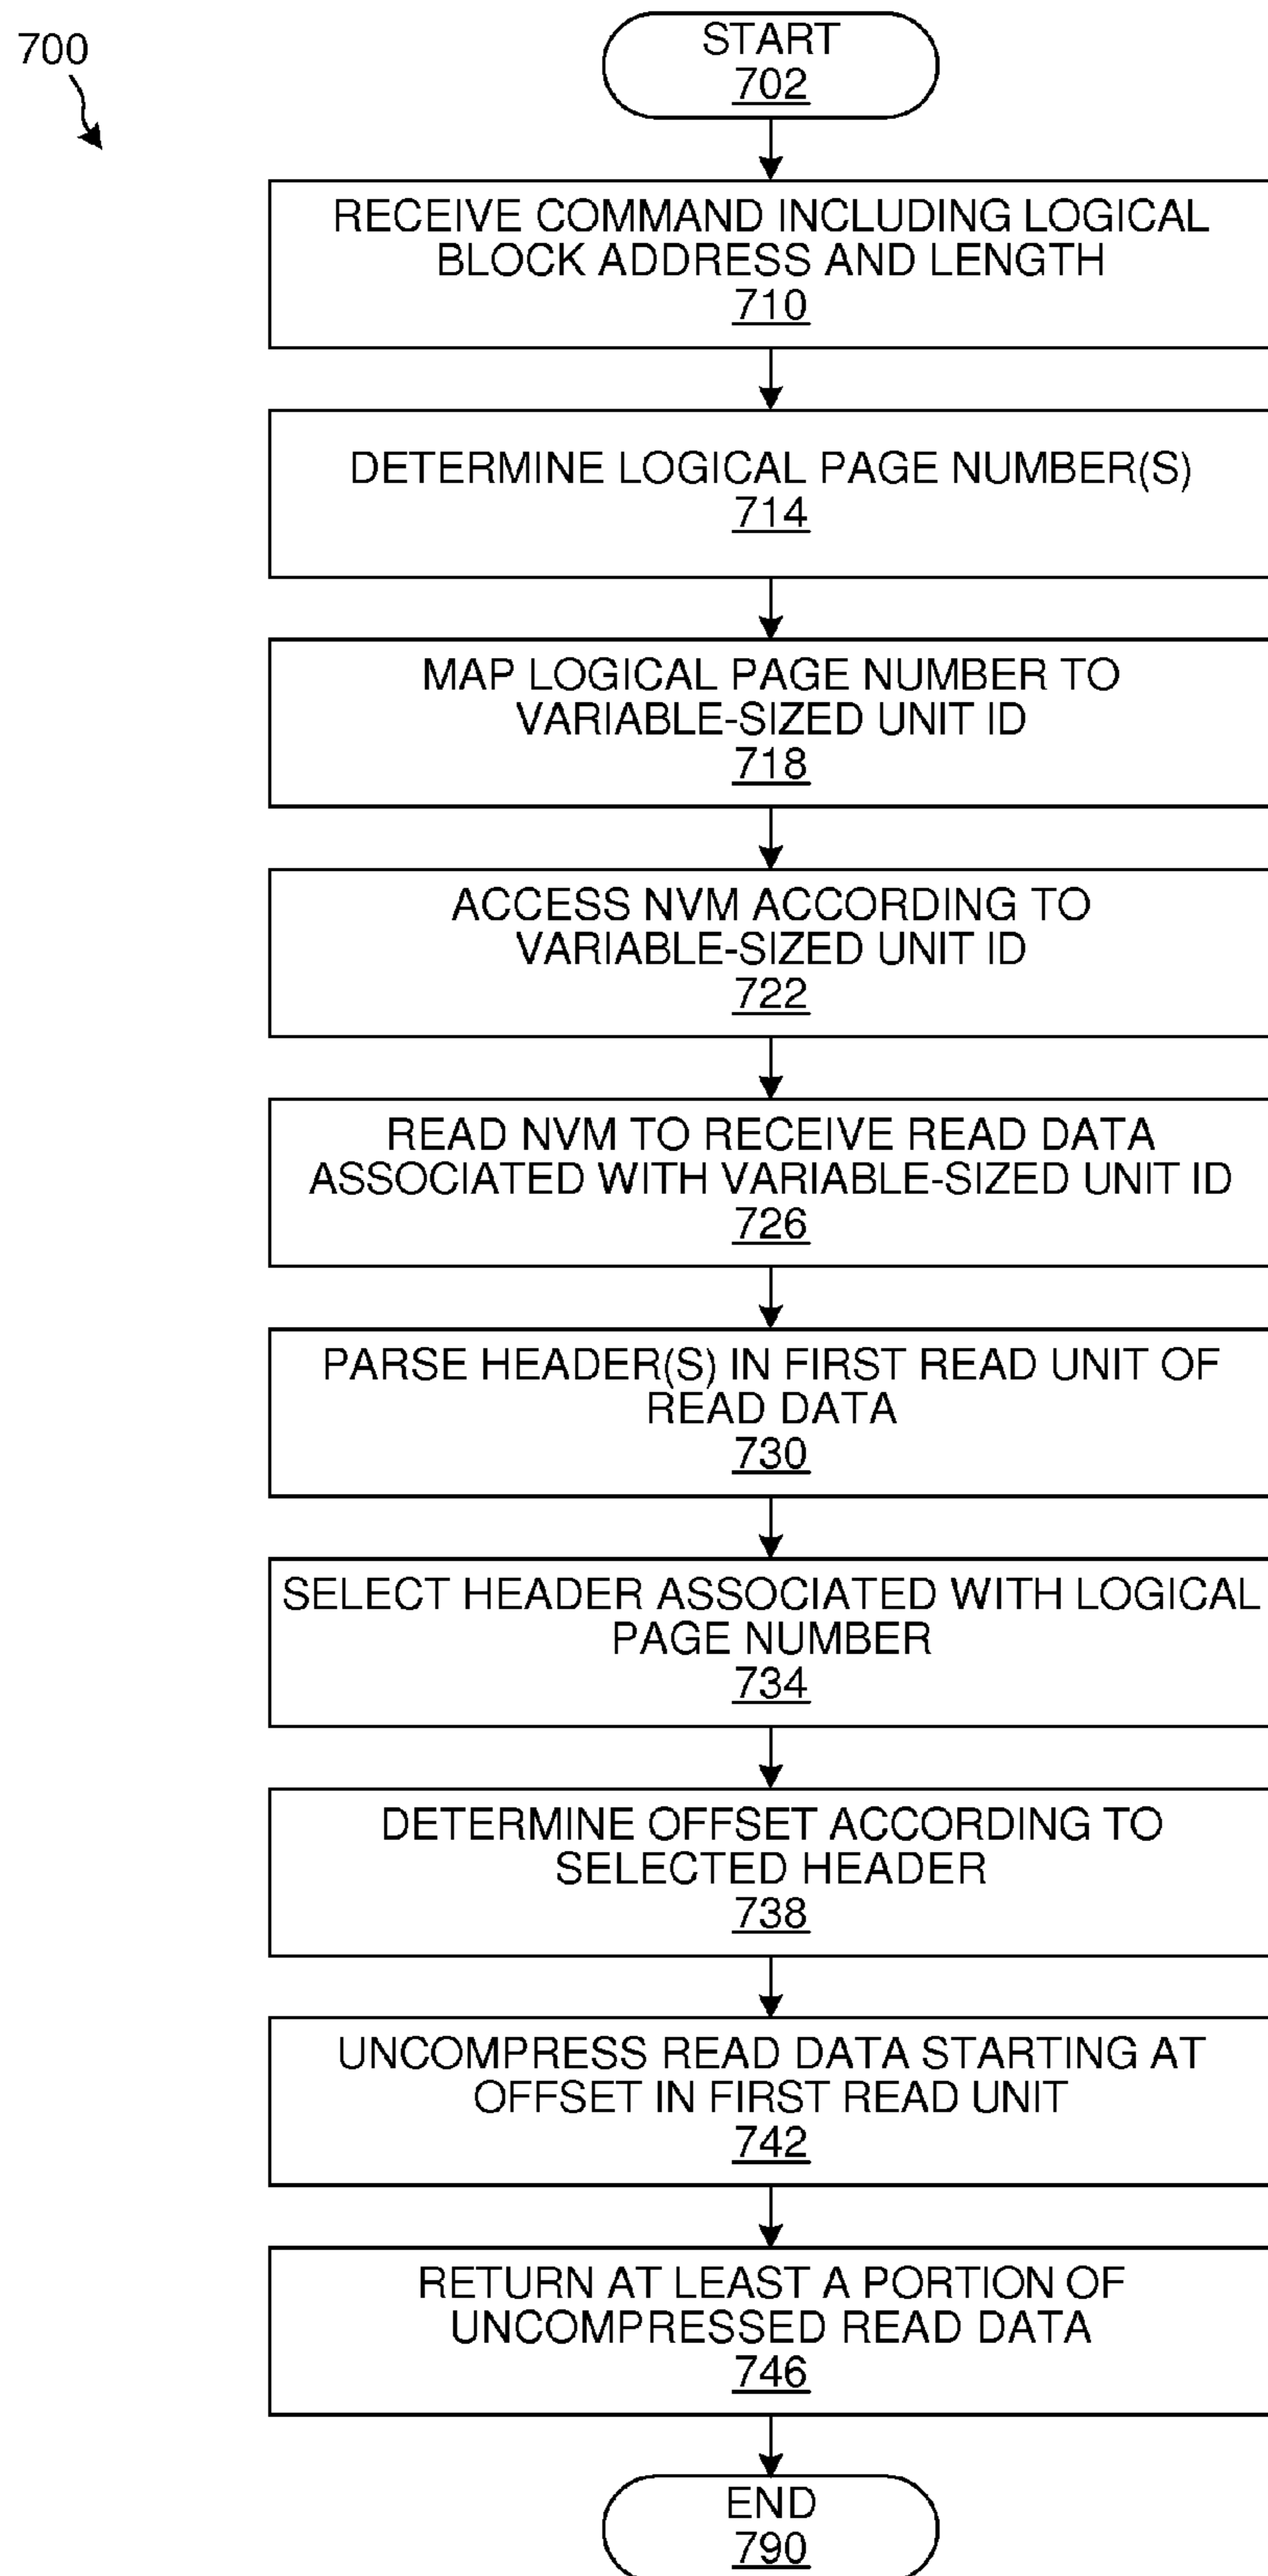 700
START
702
RECEIVE COMMAND INCLUDING LOGICAL
BLOCK ADDRESS AND LENGTH
710
DETERMINE LOGICAL PAGE NUMBER(S)
714
MAP LOGICAL PAGE NUMBER TO
VARIABLE-SIZED UNIT ID
718
ACCESS NVM ACCORDING TO
VARIABLE-SIZED UNIT ID
722
READ NVM TO RECEIVE READ DATA
ASSOCIATED WITH VARIABLE-SIZED UNIT ID
726
PARSE HEADER(S) IN FIRST READ UNIT OF
READ DATA
730
SELECT HEADER ASSOCIATED WITH LOGICAL
PAGE NUMBER
734
DETERMINE OFFSET ACCORDING TO
SELECTED HEADER
738
UNCOMPRESS READ DATA STARTING AT
OFFSET IN FIRST READ UNIT
742
RETURN AT LEAST A PORTION OF
UNCOMPRESSED READ DATA
746
END
790